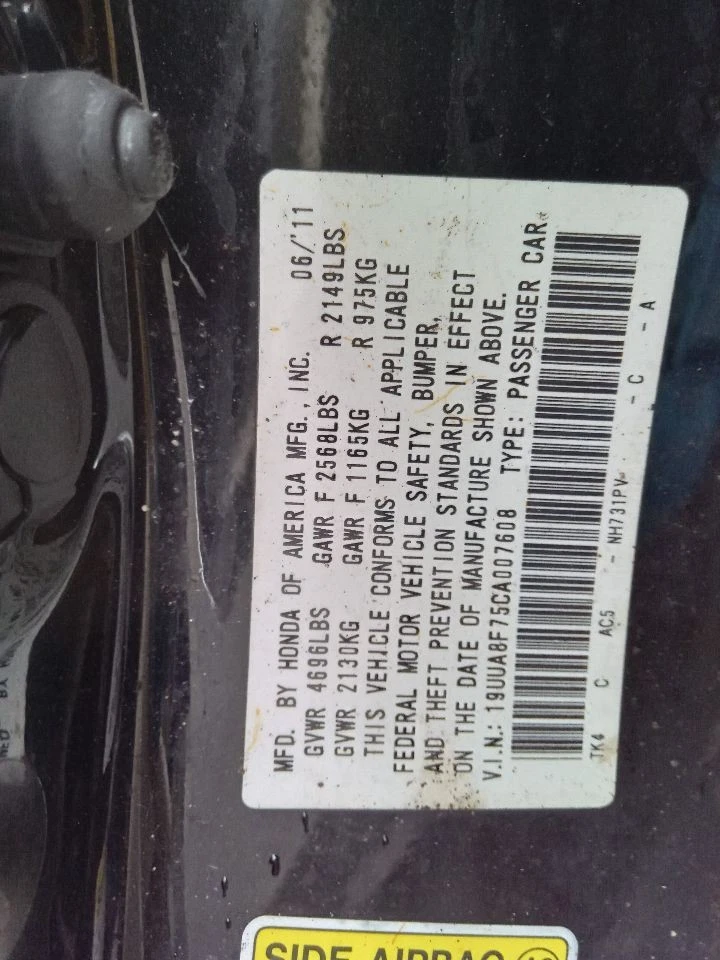 MFD. BY HONDA OF AMERICA MFG., INC. 06/'11
GVWR 4696LBS GAWR F 2568LBS R 2149LBS
GVWR 2130KG GAWR F 1165KG R 975KG
THIS VEHICLE CONFORMS TO ALL APPLICABLE
FEDERAL MOTOR VEHICLE SAFETY, BUMPER,
AND THEFT PREVENTION STANDARDS IN EFFECT
ON THE DATE OF MANUFACTURE SHOWN ABOVE.
V.I.N.: 19UUA8F75CA007608 TYPE: PASSENGER CAR
TK4 C AC5 - NH731PV - C - A
SIDE AIRBAG